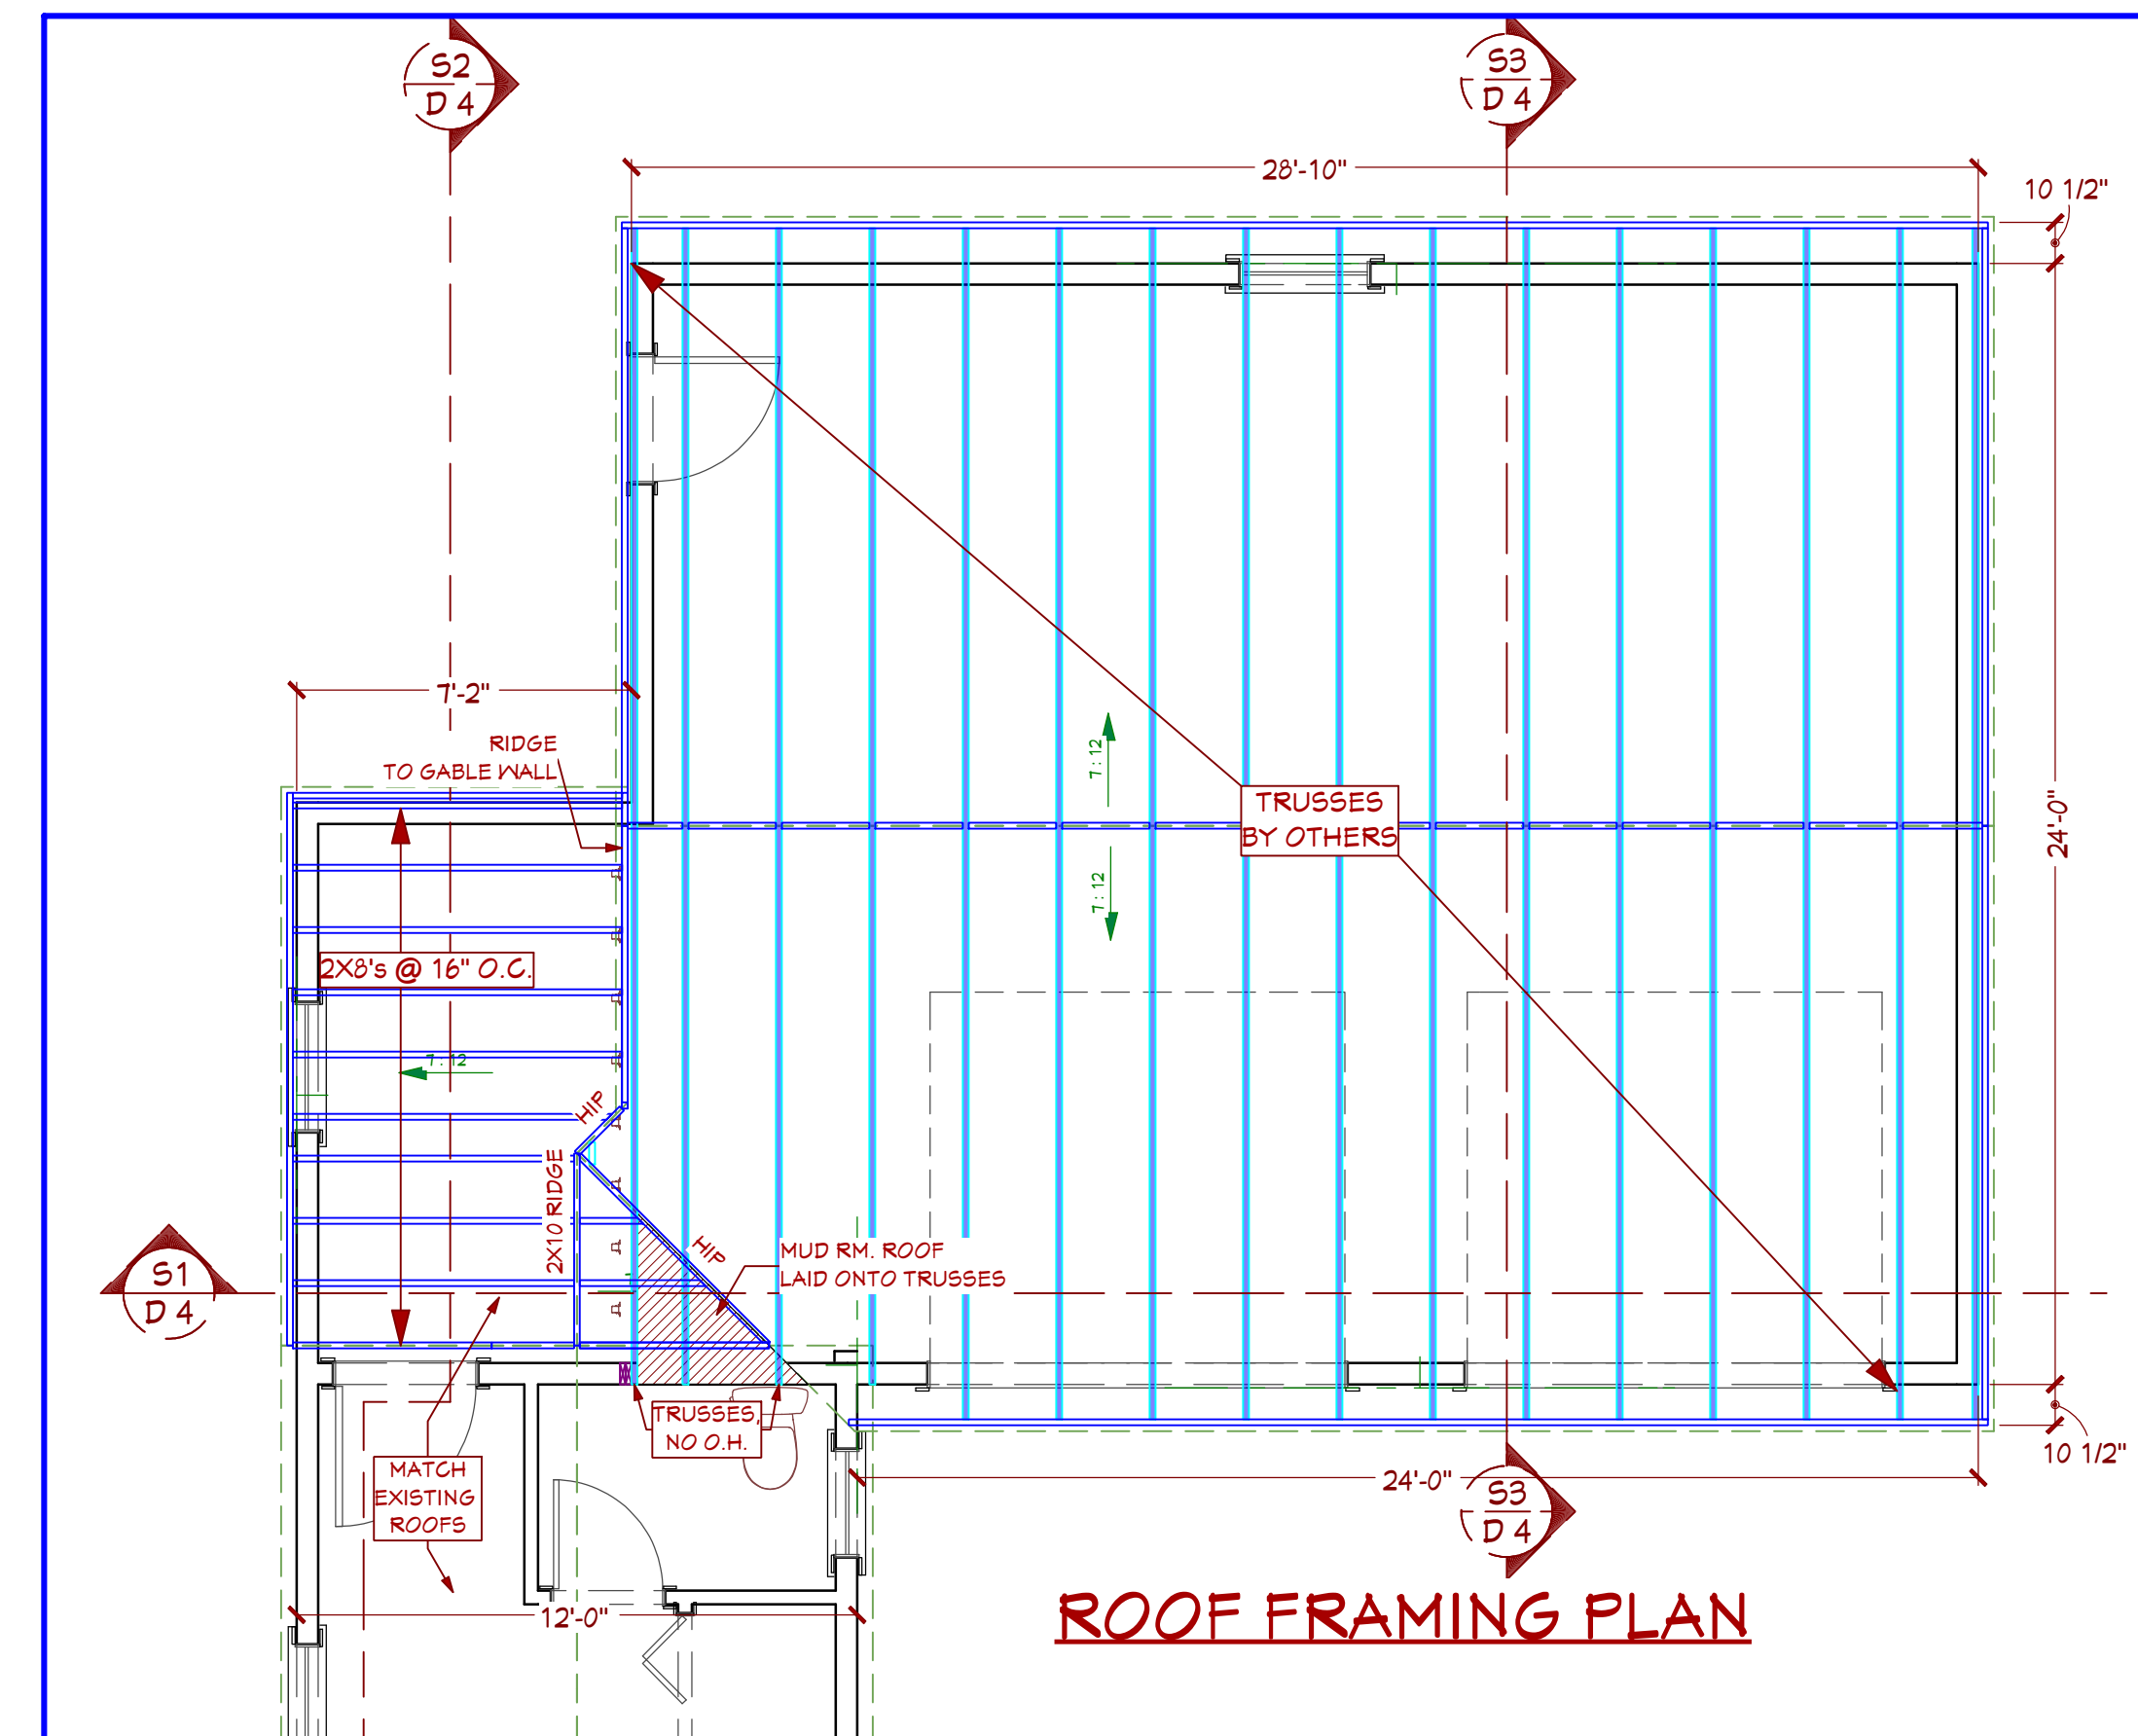 S2
D 4
S3
D 4
28'-10"
10 1/2"
7'-2"
RIDGE
TO GABLE WALL
7:12
TRUSSES
BY OTHERS
24'-0"
7:12
2X8's @ 16" O.C.
7:12
HIP
2X10 RIDGE
HIP
MUD RM. ROOF
LAID ONTO TRUSSES
S1
D 4
TRUSSES,
NO O.H.
MATCH
EXISTING
ROOFS
10 1/2"
24'-0"
S3
D 4
12'-0"
ROOF FRAMING PLAN